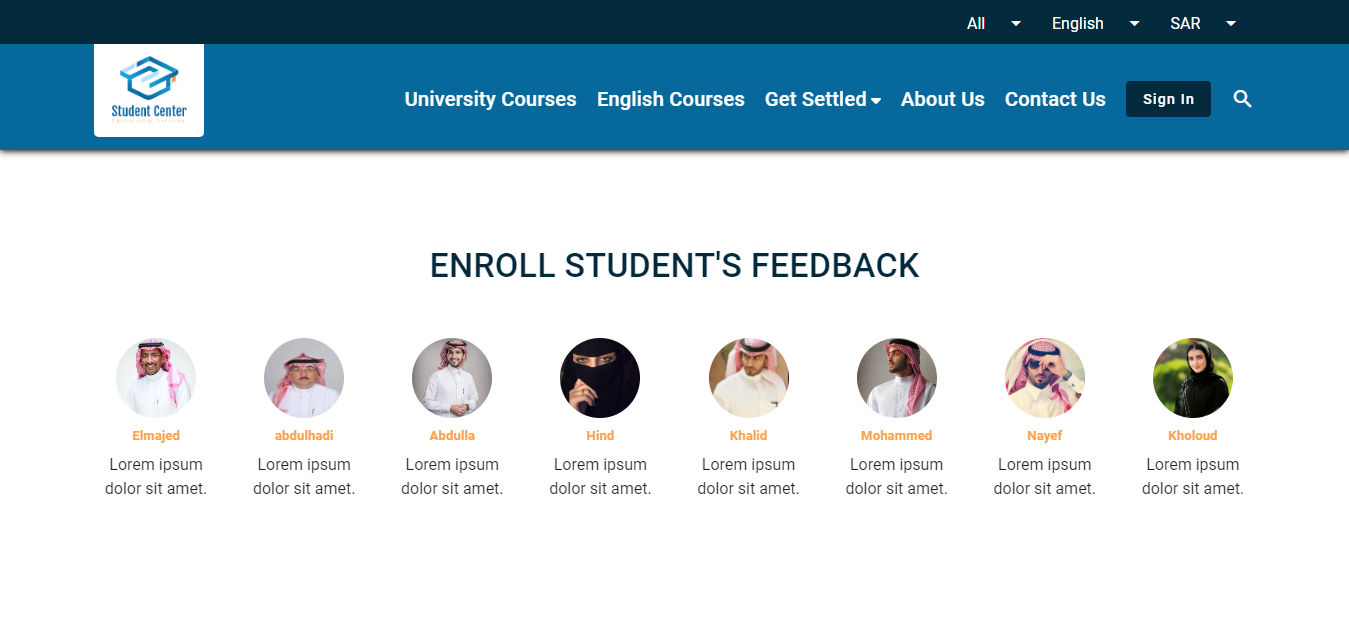 All
English
SAR
Student Center
University Courses
English Courses
Get Settled
About Us
Contact Us
Sign In
ENROLL STUDENT'S FEEDBACK
Elmajed
abdulhadi
Abdulla
Hind
Khalid
Mohammed
Nayef
Kholoud
Lorem ipsum
dolor sit amet.
Lorem ipsum
dolor sit amet.
Lorem ipsum
dolor sit amet.
Lorem ipsum
dolor sit amet.
Lorem ipsum
dolor sit amet.
Lorem ipsum
dolor sit amet.
Lorem ipsum
dolor sit amet.
Lorem ipsum
dolor sit amet.